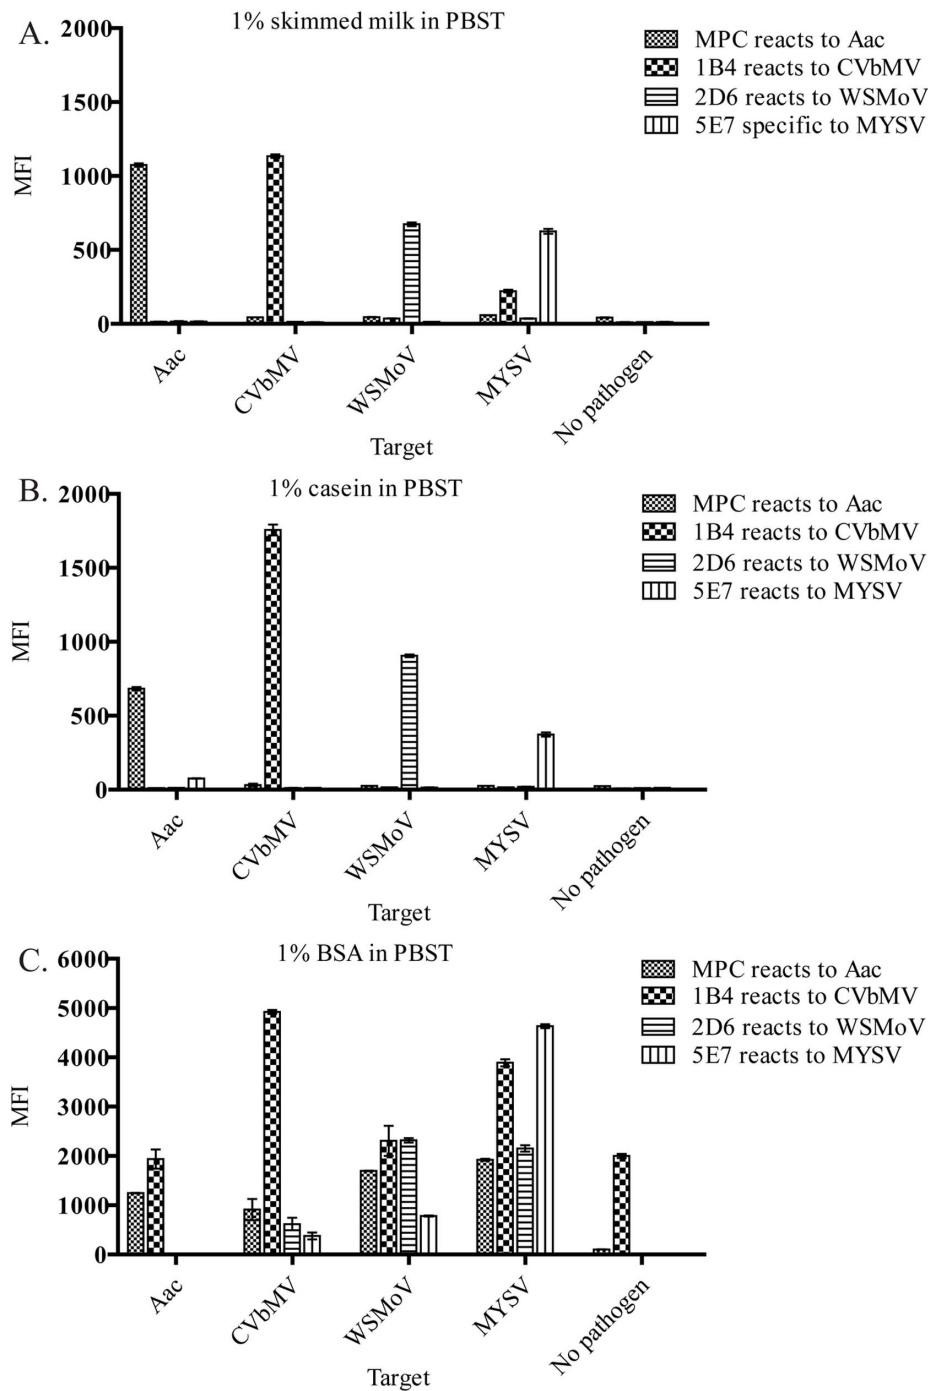 A.
1% skimmed milk in PBST
MPC reacts to Aac
1B4 reacts to CVbMV
2D6 reacts to WSMoV
5E7 specific to MYSV
MFI
2000
1500
1000
500
0
Aac
CVbMV
WSMoV
MYSV
No pathogen
Target
B.
1% casein in PBST
MPC reacts to Aac
1B4 reacts to CVbMV
2D6 reacts to WSMoV
5E7 reacts to MYSV
MFI
2000
1500
1000
500
0
Aac
CVbMV
WSMoV
MYSV
No pathogen
Target
C.
1% BSA in PBST
MPC reacts to Aac
1B4 reacts to CVbMV
2D6 reacts to WSMoV
5E7 reacts to MYSV
MFI
6000
5000
4000
3000
2000
1000
0
Aac
CVbMV
WSMoV
MYSV
No pathogen
Target